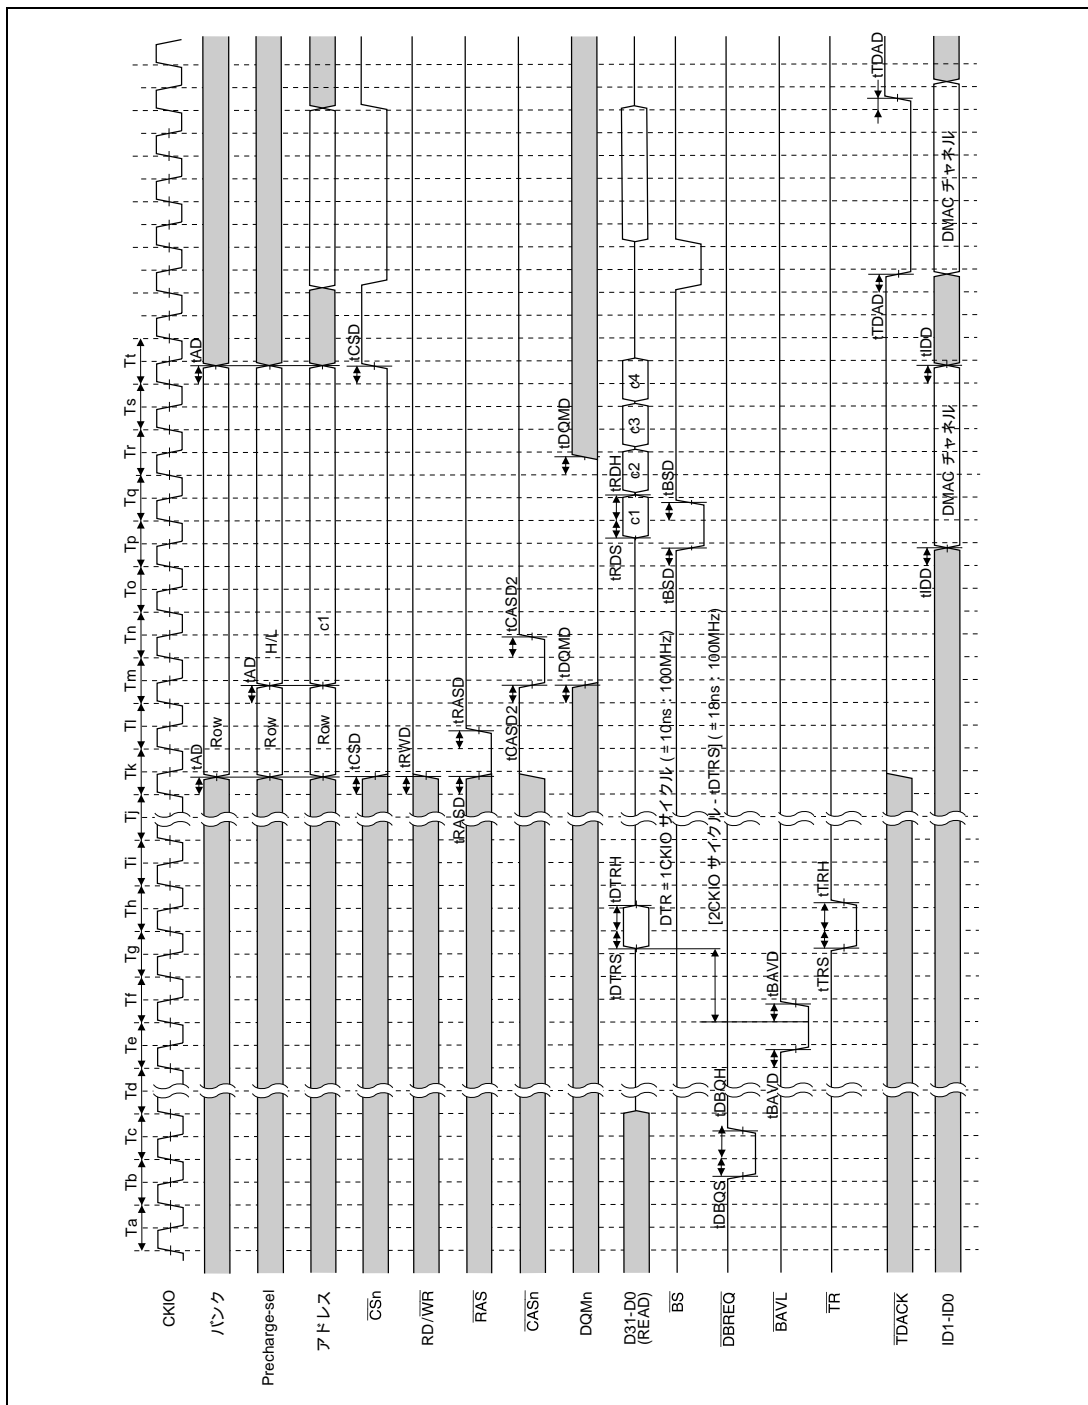 Ta Tb Tc Td Te Tf Tg Th Ti Tj Tk Tl Tm Tn To Tp Tq Tr Ts Tt
CKIO
バンク tAD Row tAD
Precharge-sel Row tAD H/L
アドレス Row c1
CSn tCSD tCSD
RD/WR tRWD
RAS tRASD tRASD
CASn tCASD2 tCASD2
DQMn tDQMD tDQMD
D31-D0
(READ)
tDTRS tDTRH tRDS tRDH
c1 c2 c3 c4
DTR = 1CKIO サイクル (= 10ns : 100MHz)
BS tBSD tBSD
[2CKIO サイクル - tDTRS] (= 18ns : 100MHz)
DBREQ tDBQS tDBQH
BAVL tBAVD tBAVD
TR tTRS tTRH
TDACK tTDAD tTDAD
ID1-ID0 tIDD DMAC チャネル tIDD DMAC チャネル